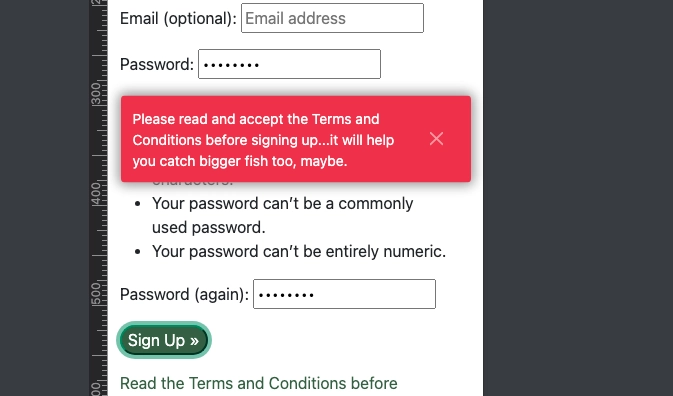 Email (optional): Email address
Password: ••••••••
Please read and accept the Terms and
Conditions before signing up...it will help
you catch bigger fish too, maybe.
characters.
• Your password can’t be a commonly
used password.
• Your password can’t be entirely numeric.
Password (again): ••••••••
Sign Up »
Read the Terms and Conditions before
300
400
500